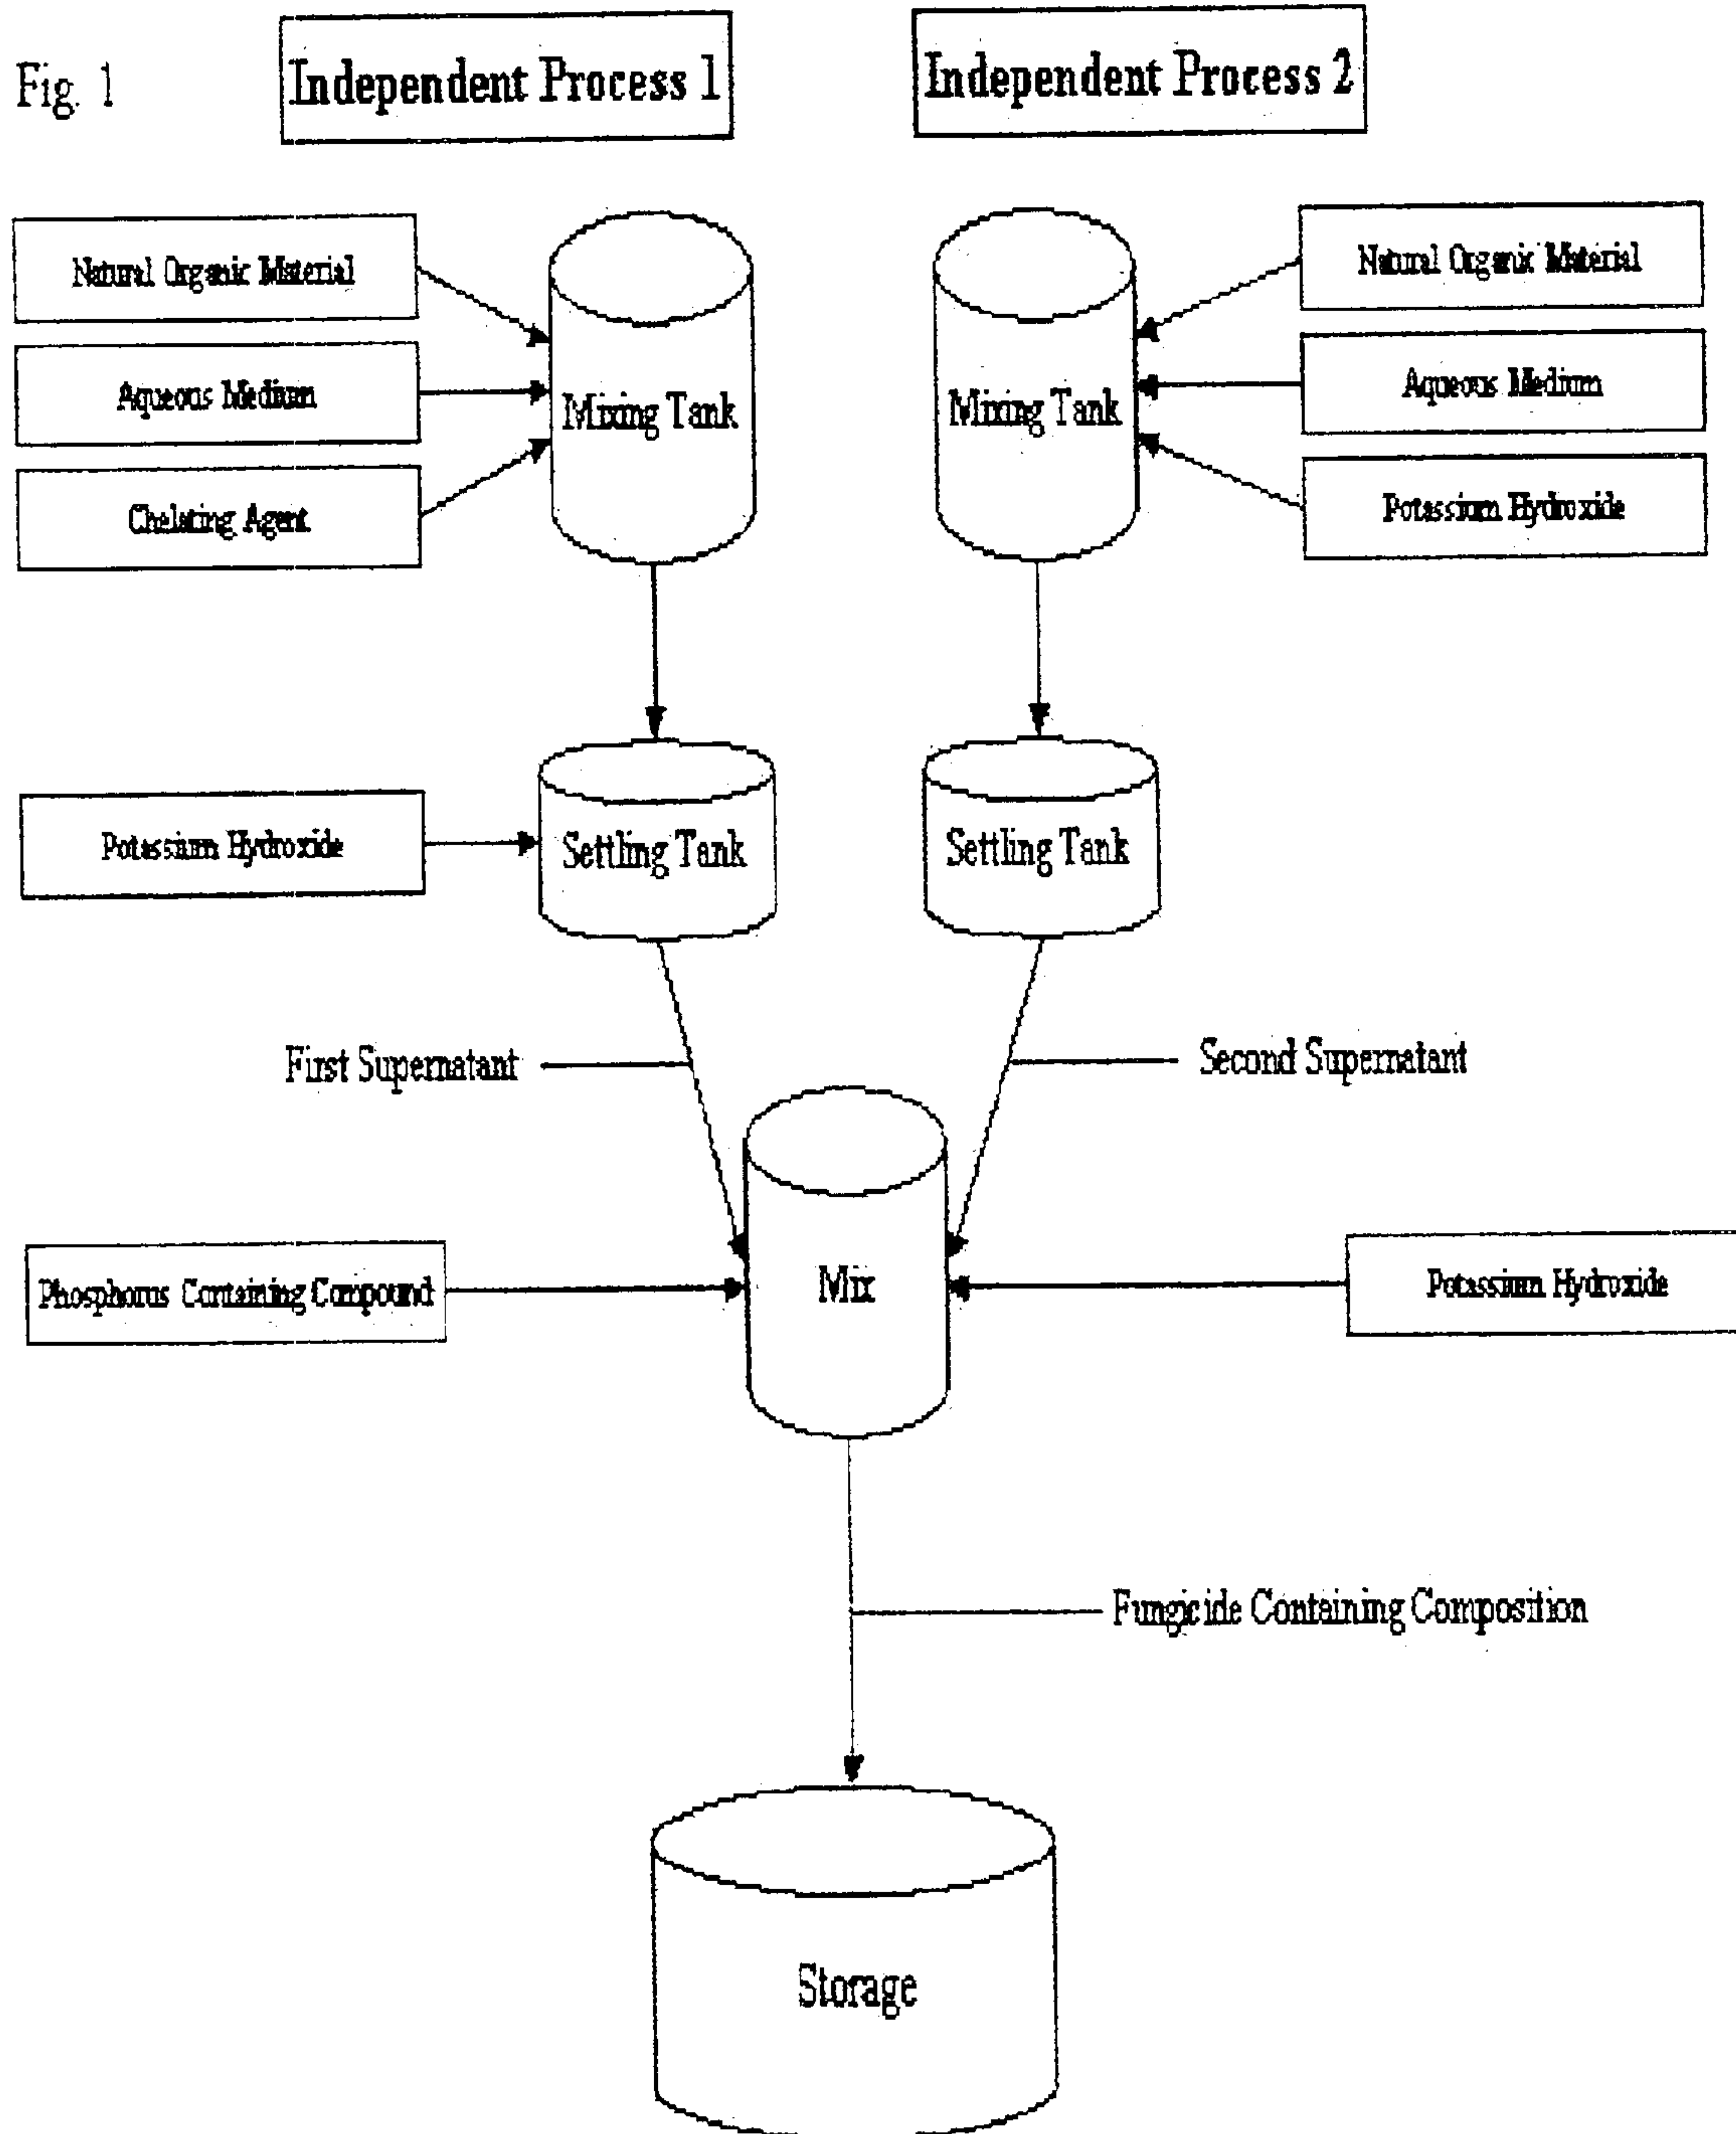 Fig. 1
Independent Process 1
Independent Process 2
Natural Organic Material
Natural Organic Material
Aqueous Medium
Mixing Tank
Mixing Tank
Aqueous Medium
Chelating Agent
Potassium Hydroxide
Potassium Hydroxide
Settling Tank
Settling Tank
First Supernatant
Second Supernatant
Phosphorus Containing Compound
Mix
Potassium Hydroxide
Fungicide Containing Composition
Storage